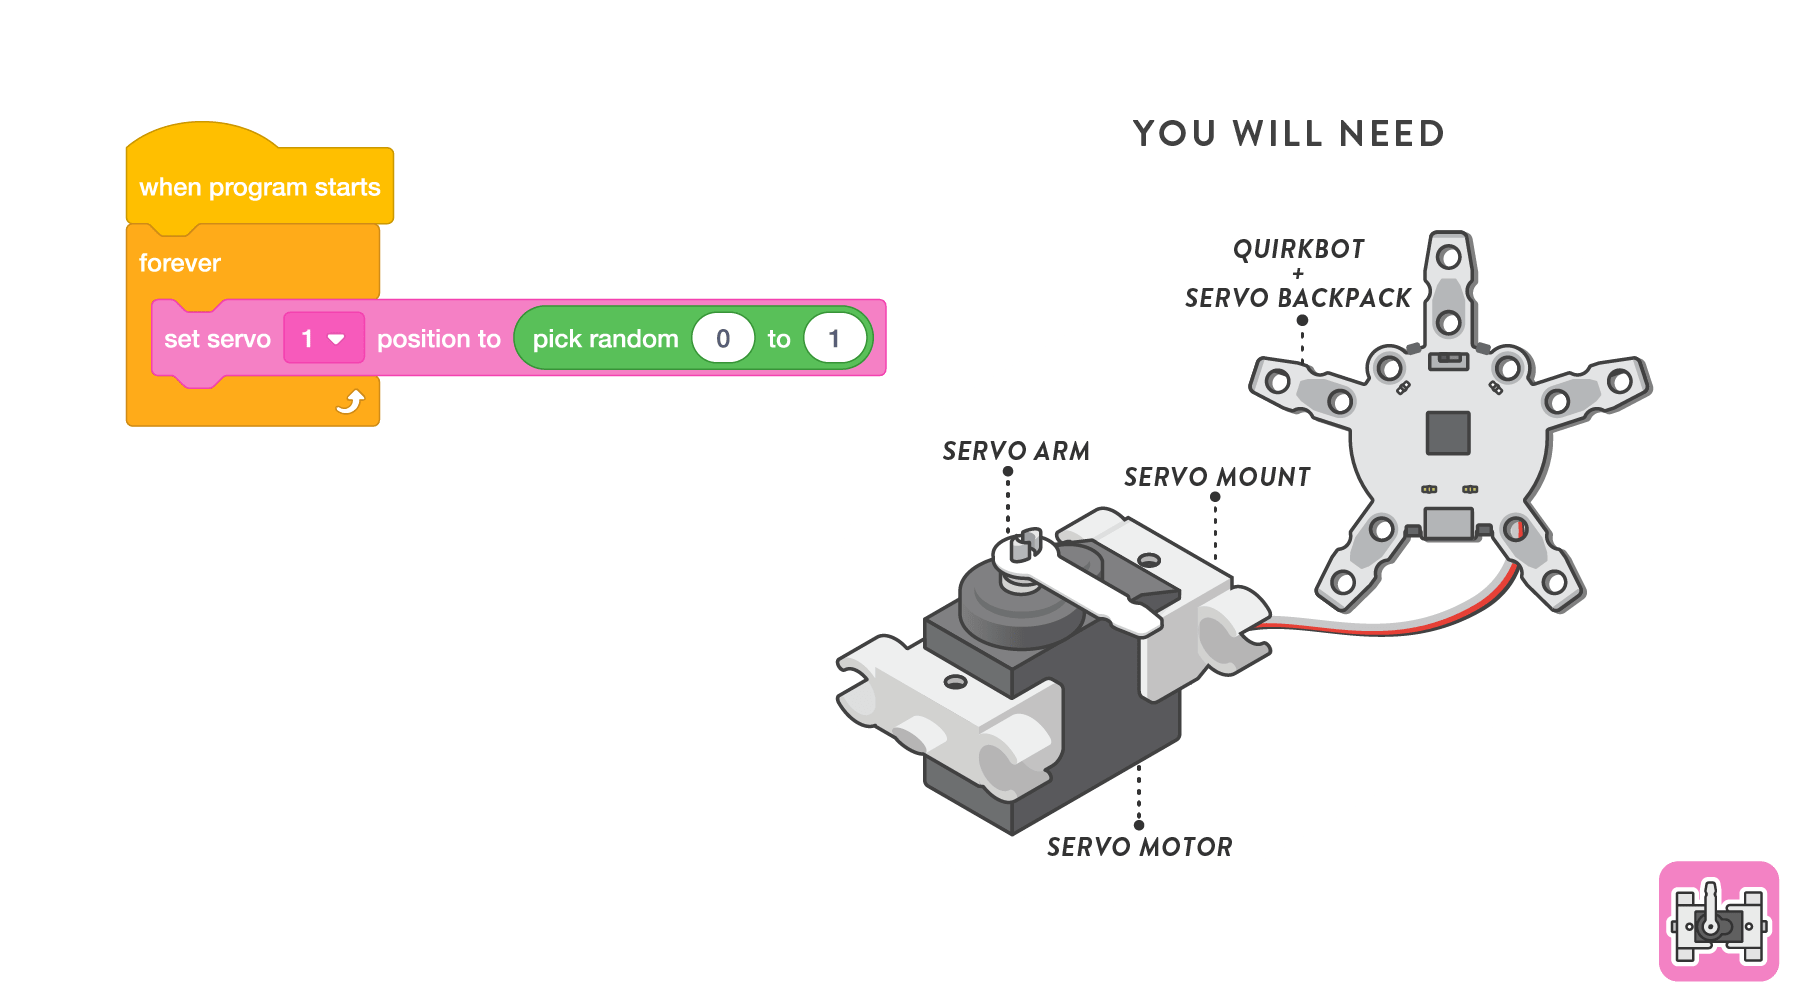 when program starts
forever
set servo 1 position to pick random 0 to 1
YOU WILL NEED
QUIRKBOT
+
SERVO BACKPACK
SERVO ARM
SERVO MOUNT
SERVO MOTOR